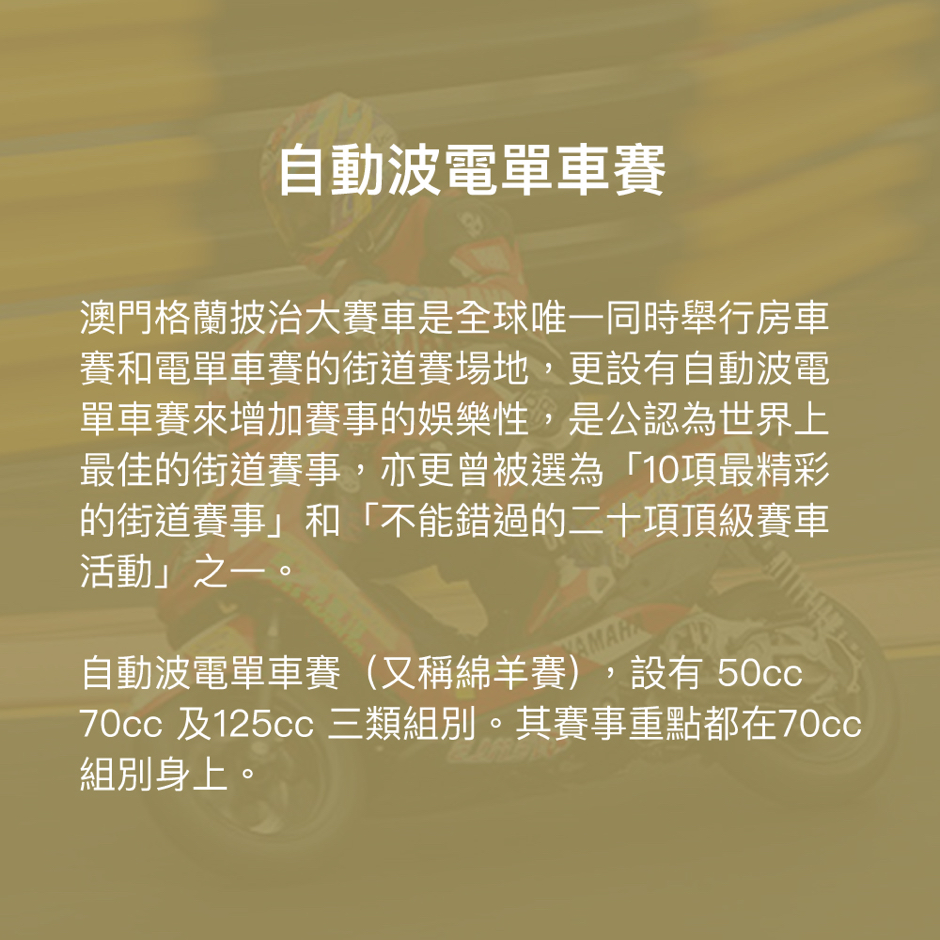 自動波電單車賽
澳門格蘭披治大賽車是全球唯一同時舉行房車
賽和電單車賽的街道賽場地，更設有自動波電
單車賽來增加賽事的娛樂性，是公認為世界上
最佳的街道賽事，亦更曾被選為「10項最精彩
的街道賽事」和「不能錯過的二十項頂級賽車
活動」之一。
自動波電單車賽（又稱綿羊賽），設有 50cc
70cc 及125cc 三類組別。其賽事重點都在70cc
組別身上。
YAMAHA